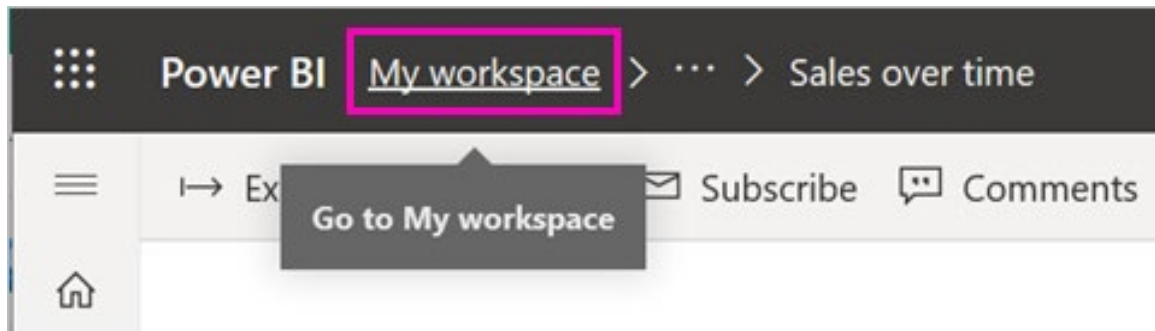 Power BI My workspace > ··· > Sales over time
Ex Subscribe Comments
Go to My workspace